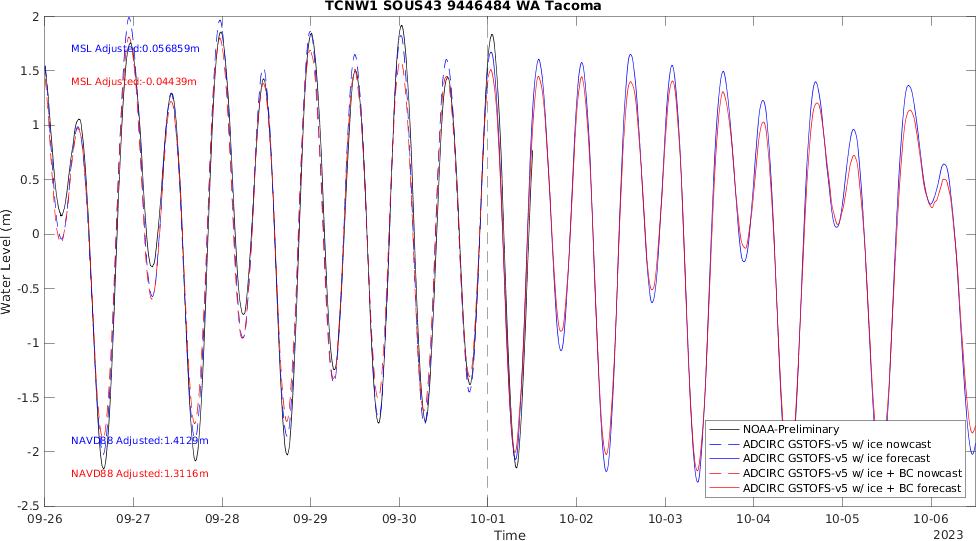 TCNW1 SOUS43 9446484 WA Tacoma
2
1.5
1
0.5
0
-0.5
-1
-1.5
-2
-2.5
Water Level (m)
MSL Adjusted:0.056859m
MSL Adjusted:-0.04439m
NAVD88 Adjusted:1.4129m
NAVD88 Adjusted:1.3116m
NOAA-Preliminary
ADCIRC GSTOFS-v5 w/ ice nowcast
ADCIRC GSTOFS-v5 w/ ice forecast
ADCIRC GSTOFS-v5 w/ ice + BC nowcast
ADCIRC GSTOFS-v5 w/ ice + BC forecast
09-26 09-27 09-28 09-29 09-30 10-01 10-02 10-03 10-04 10-05 10-06
Time
2023